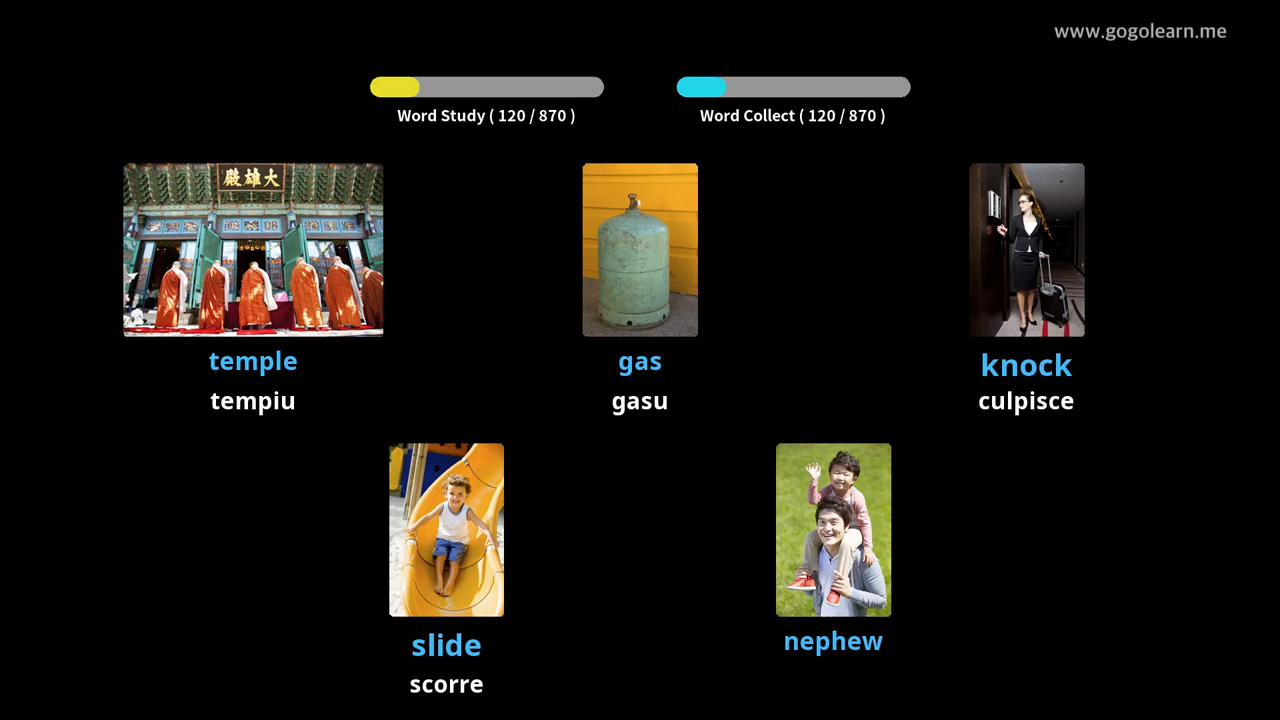 www.gogolearn.me
Word Study ( 120 / 870 )
Word Collect ( 120 / 870 )
殿雄大
temple
gas
knock
tempiu
gasu
culpisce
slide
nephew
scorre